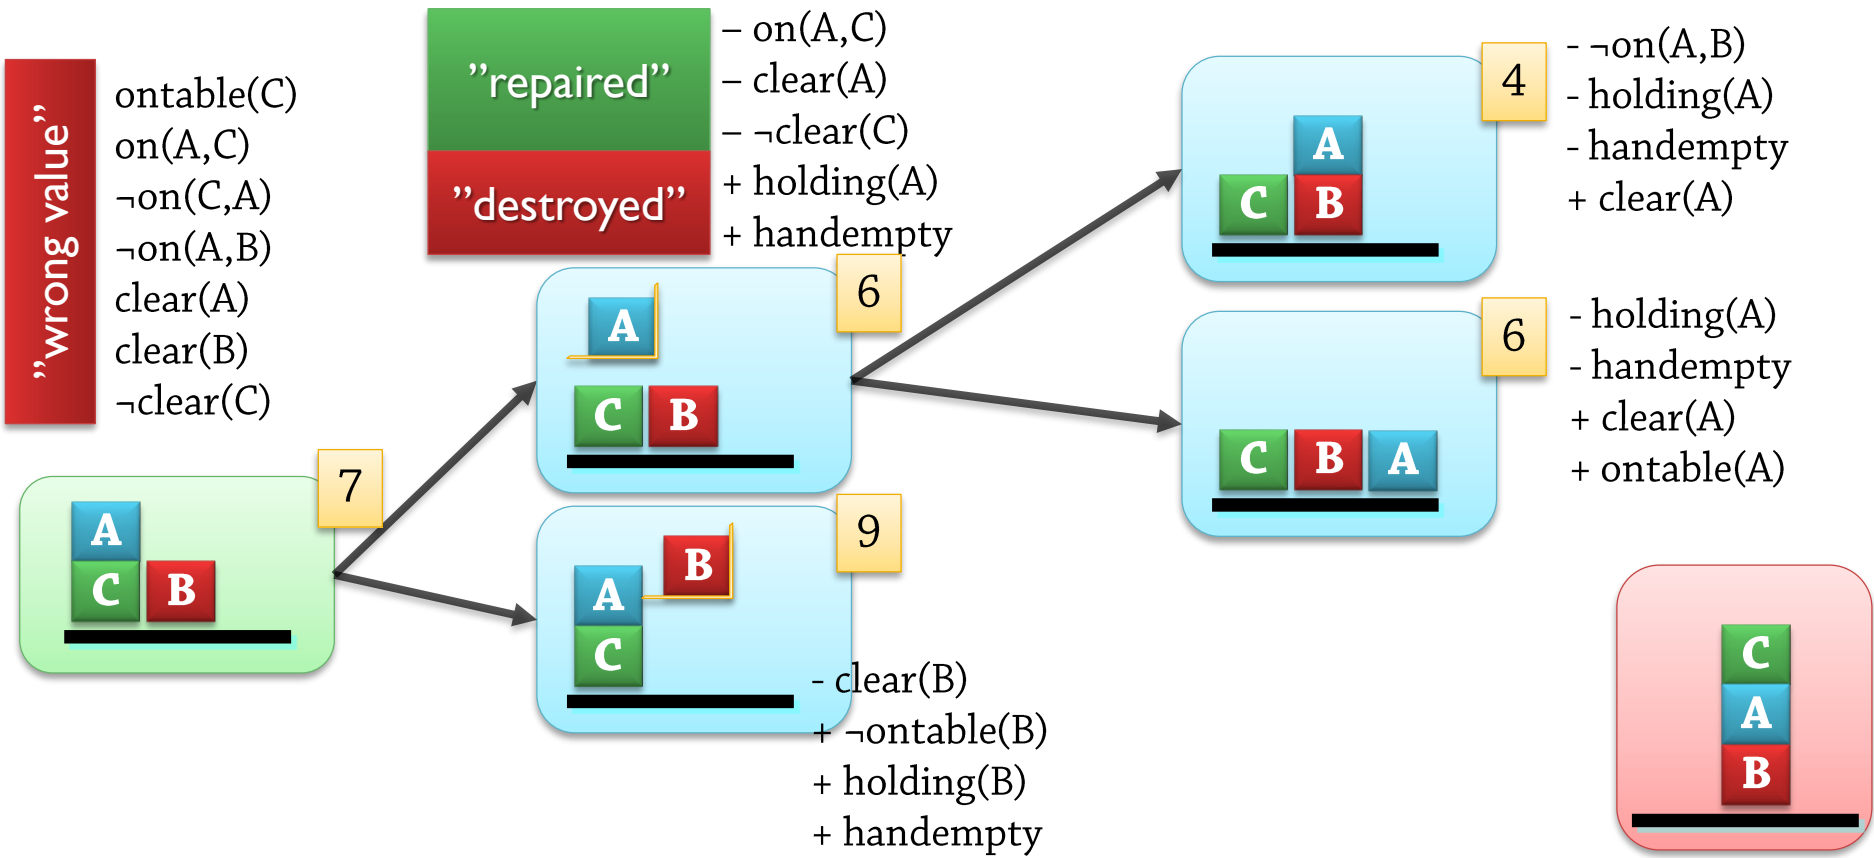 ”wrong value”
ontable(C)
on(A,C)
¬on(C,A)
¬on(A,B)
clear(A)
clear(B)
¬clear(C)
7
A
C B
”repaired”
”destroyed”
– on(A,C)
– clear(A)
– ¬clear(C)
+ holding(A)
+ handempty
6
A
C B
9
B
A
C
- clear(B)
+ ¬ontable(B)
+ holding(B)
+ handempty
4
A
C B
- ¬on(A,B)
- holding(A)
- handempty
+ clear(A)
6
C B A
- holding(A)
- handempty
+ clear(A)
+ ontable(A)
C
A
B